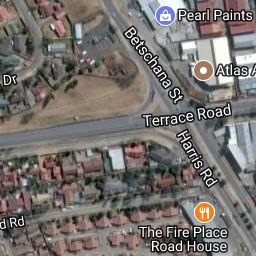 Pearl Paints
Betschana St
Atlas A
Dr
Terrace Road
Harris Rd
d Rd
The Fire Place
Road House